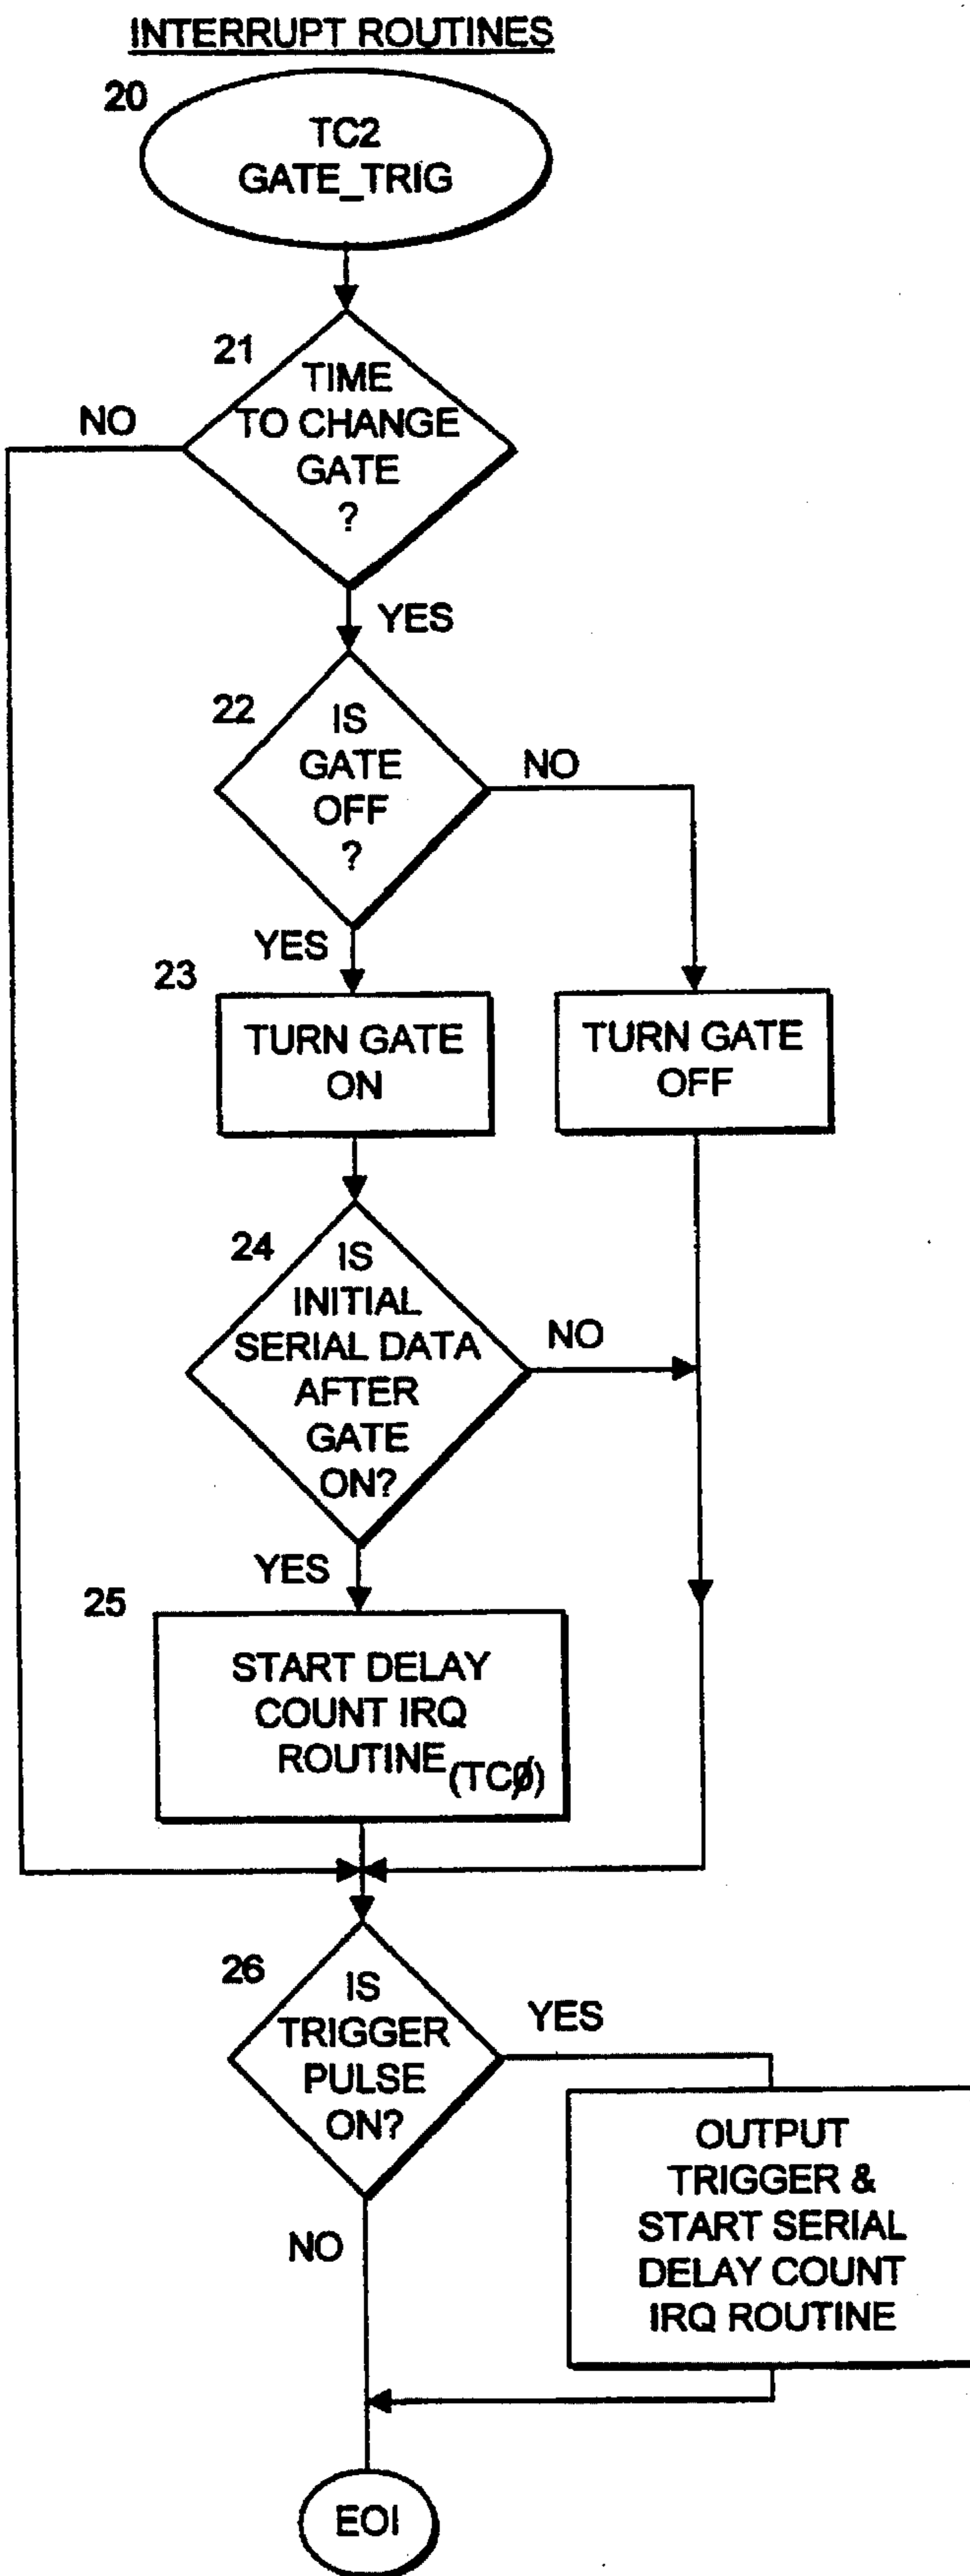 INTERRUPT ROUTINES
20
TC2
GATE_TRIG
21
TIME
TO CHANGE
GATE
?
NO
YES
22
IS
GATE
OFF
?
NO
YES
23
TURN GATE
ON
TURN GATE
OFF
24
IS
INITIAL
SERIAL DATA
AFTER
GATE
ON?
NO
YES
25
START DELAY
COUNT IRQ
ROUTINE
(TCØ)
26
IS
TRIGGER
PULSE
ON?
YES
NO
OUTPUT
TRIGGER &
START SERIAL
DELAY COUNT
IRQ ROUTINE
EOI